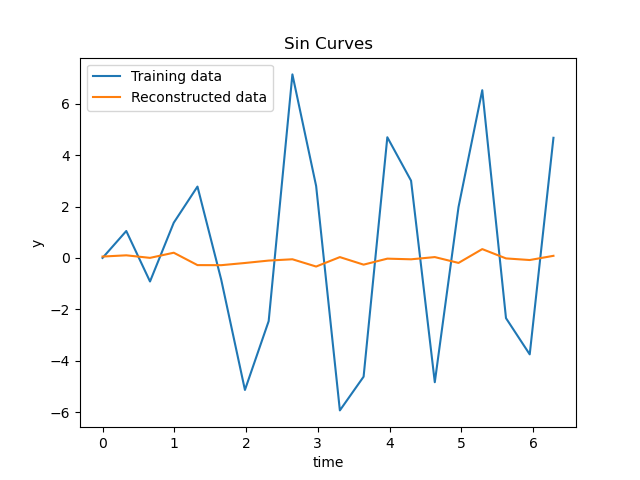 Sin Curves
Training data
Reconstructed data
y
6
4
2
0
−2
−4
−6
0 1 2 3 4 5 6
time